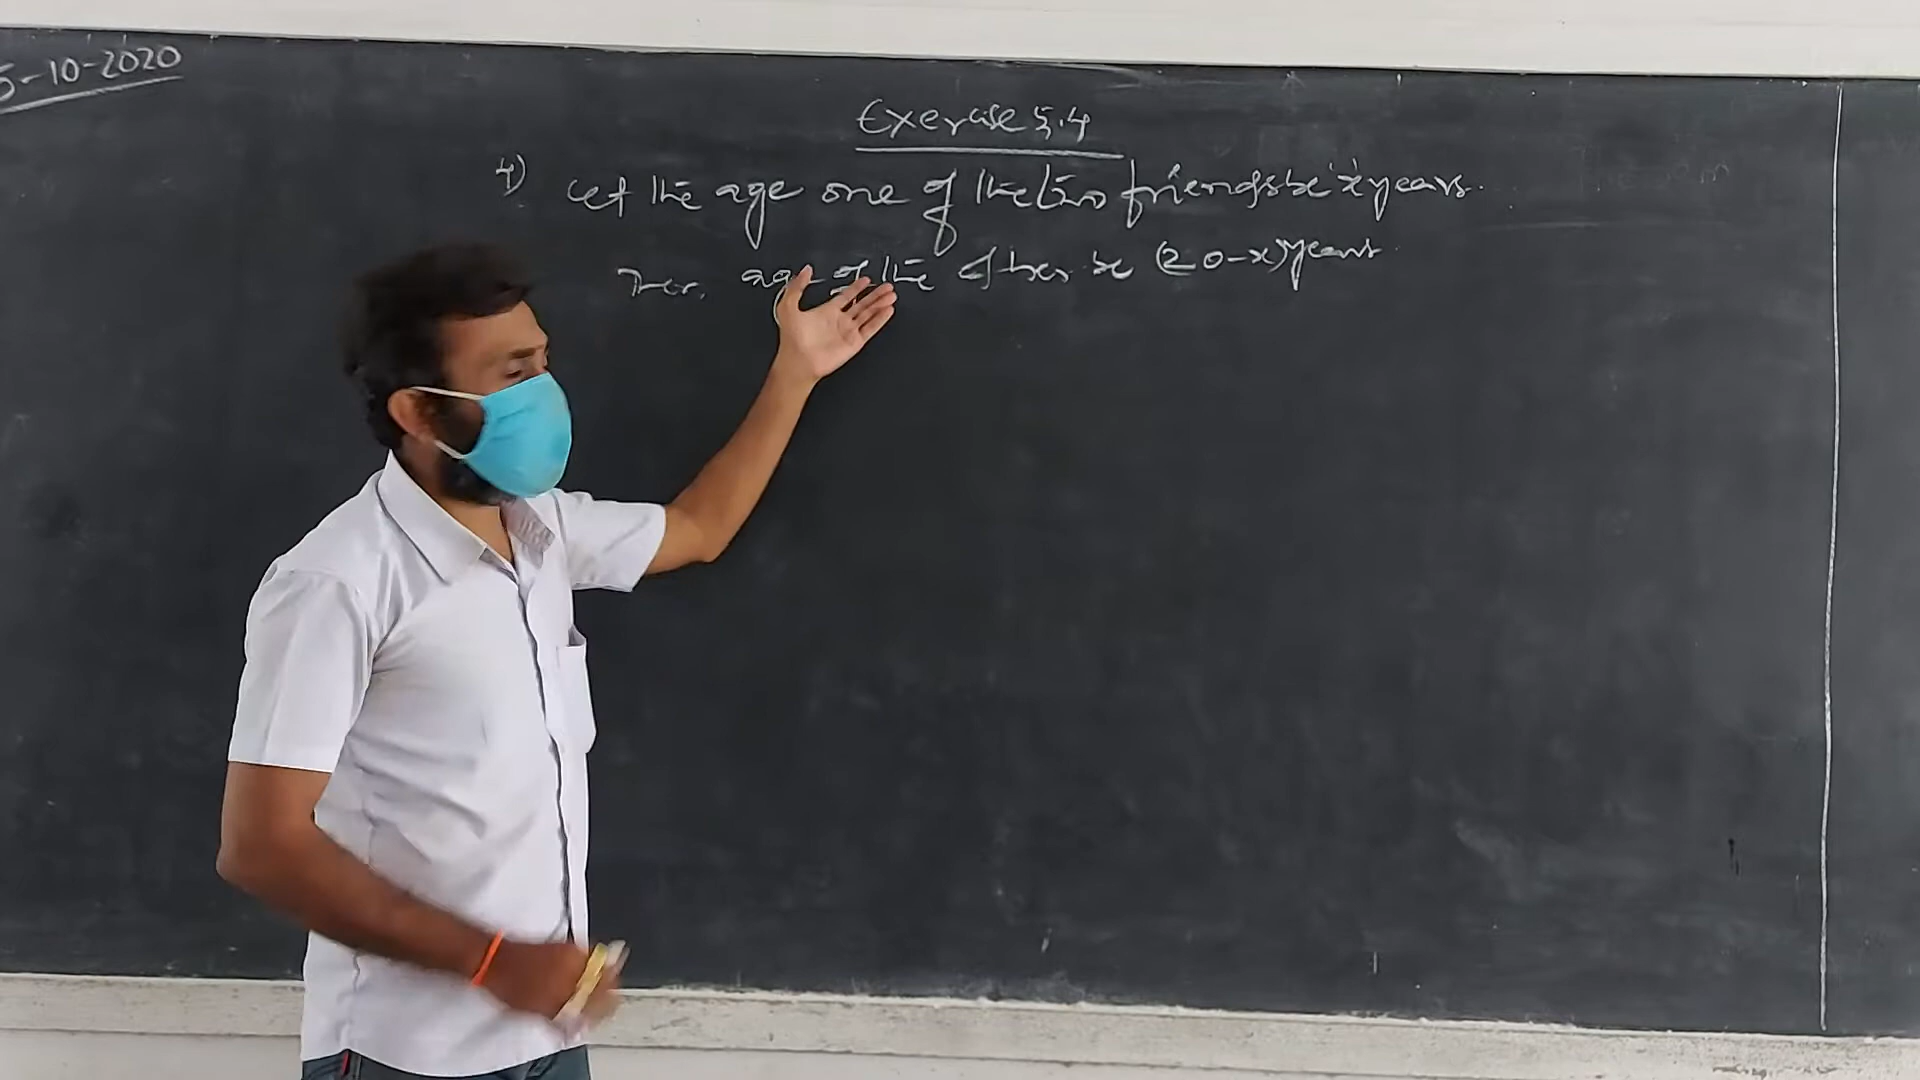 5-10-2020
Exercise 5.4
4) Let the age one of the two friends be 'x' years.
Then age of the other be (20-x) years